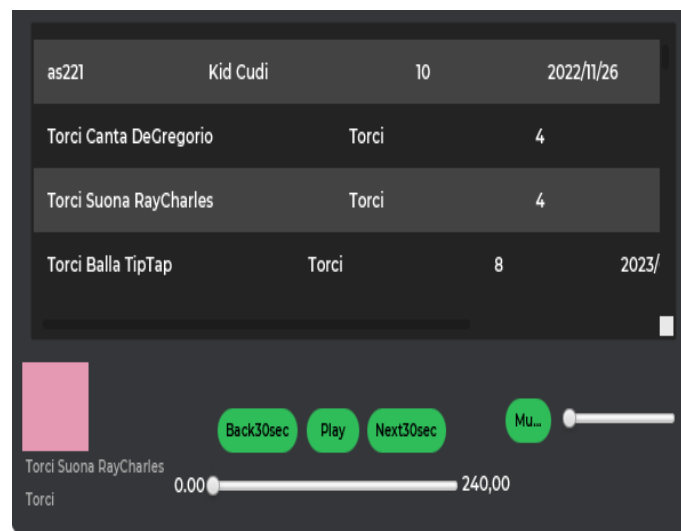 as221 Kid Cudi 10 2022/11/26
Torci Canta DeGregorio Torci 4
Torci Suona RayCharles Torci 4
Torci Balla TipTap Torci 8 2023/
Back30sec Play Next30sec Mu...
Torci Suona RayCharles
0.00 240,00
Torci